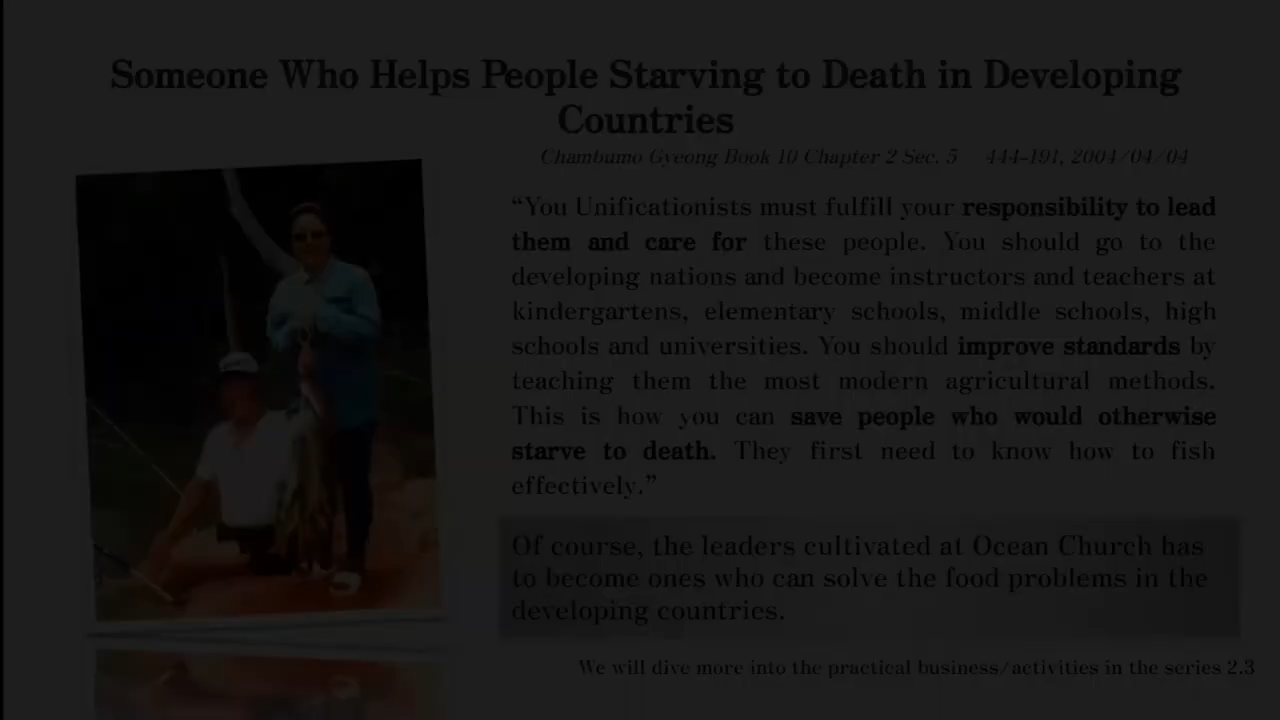 Someone Who Helps People Starving to Death in Developing
Countries
Chambumo Gyeong Book 10 Chapter 2 Sec. 5 444-191, 2004/04/04
“You Unificationists must fulfill your responsibility to lead
them and care for these people. You should go to the
developing nations and become instructors and teachers at
kindergartens, elementary schools, middle schools, high
schools and universities. You should improve standards by
teaching them the most modern agricultural methods.
This is how you can save people who would otherwise
starve to death. They first need to know how to fish
effectively.”
Of course, the leaders cultivated at Ocean Church has
to become ones who can solve the food problems in the
developing countries.
We will dive more into the practical business/activities in the series 2.3